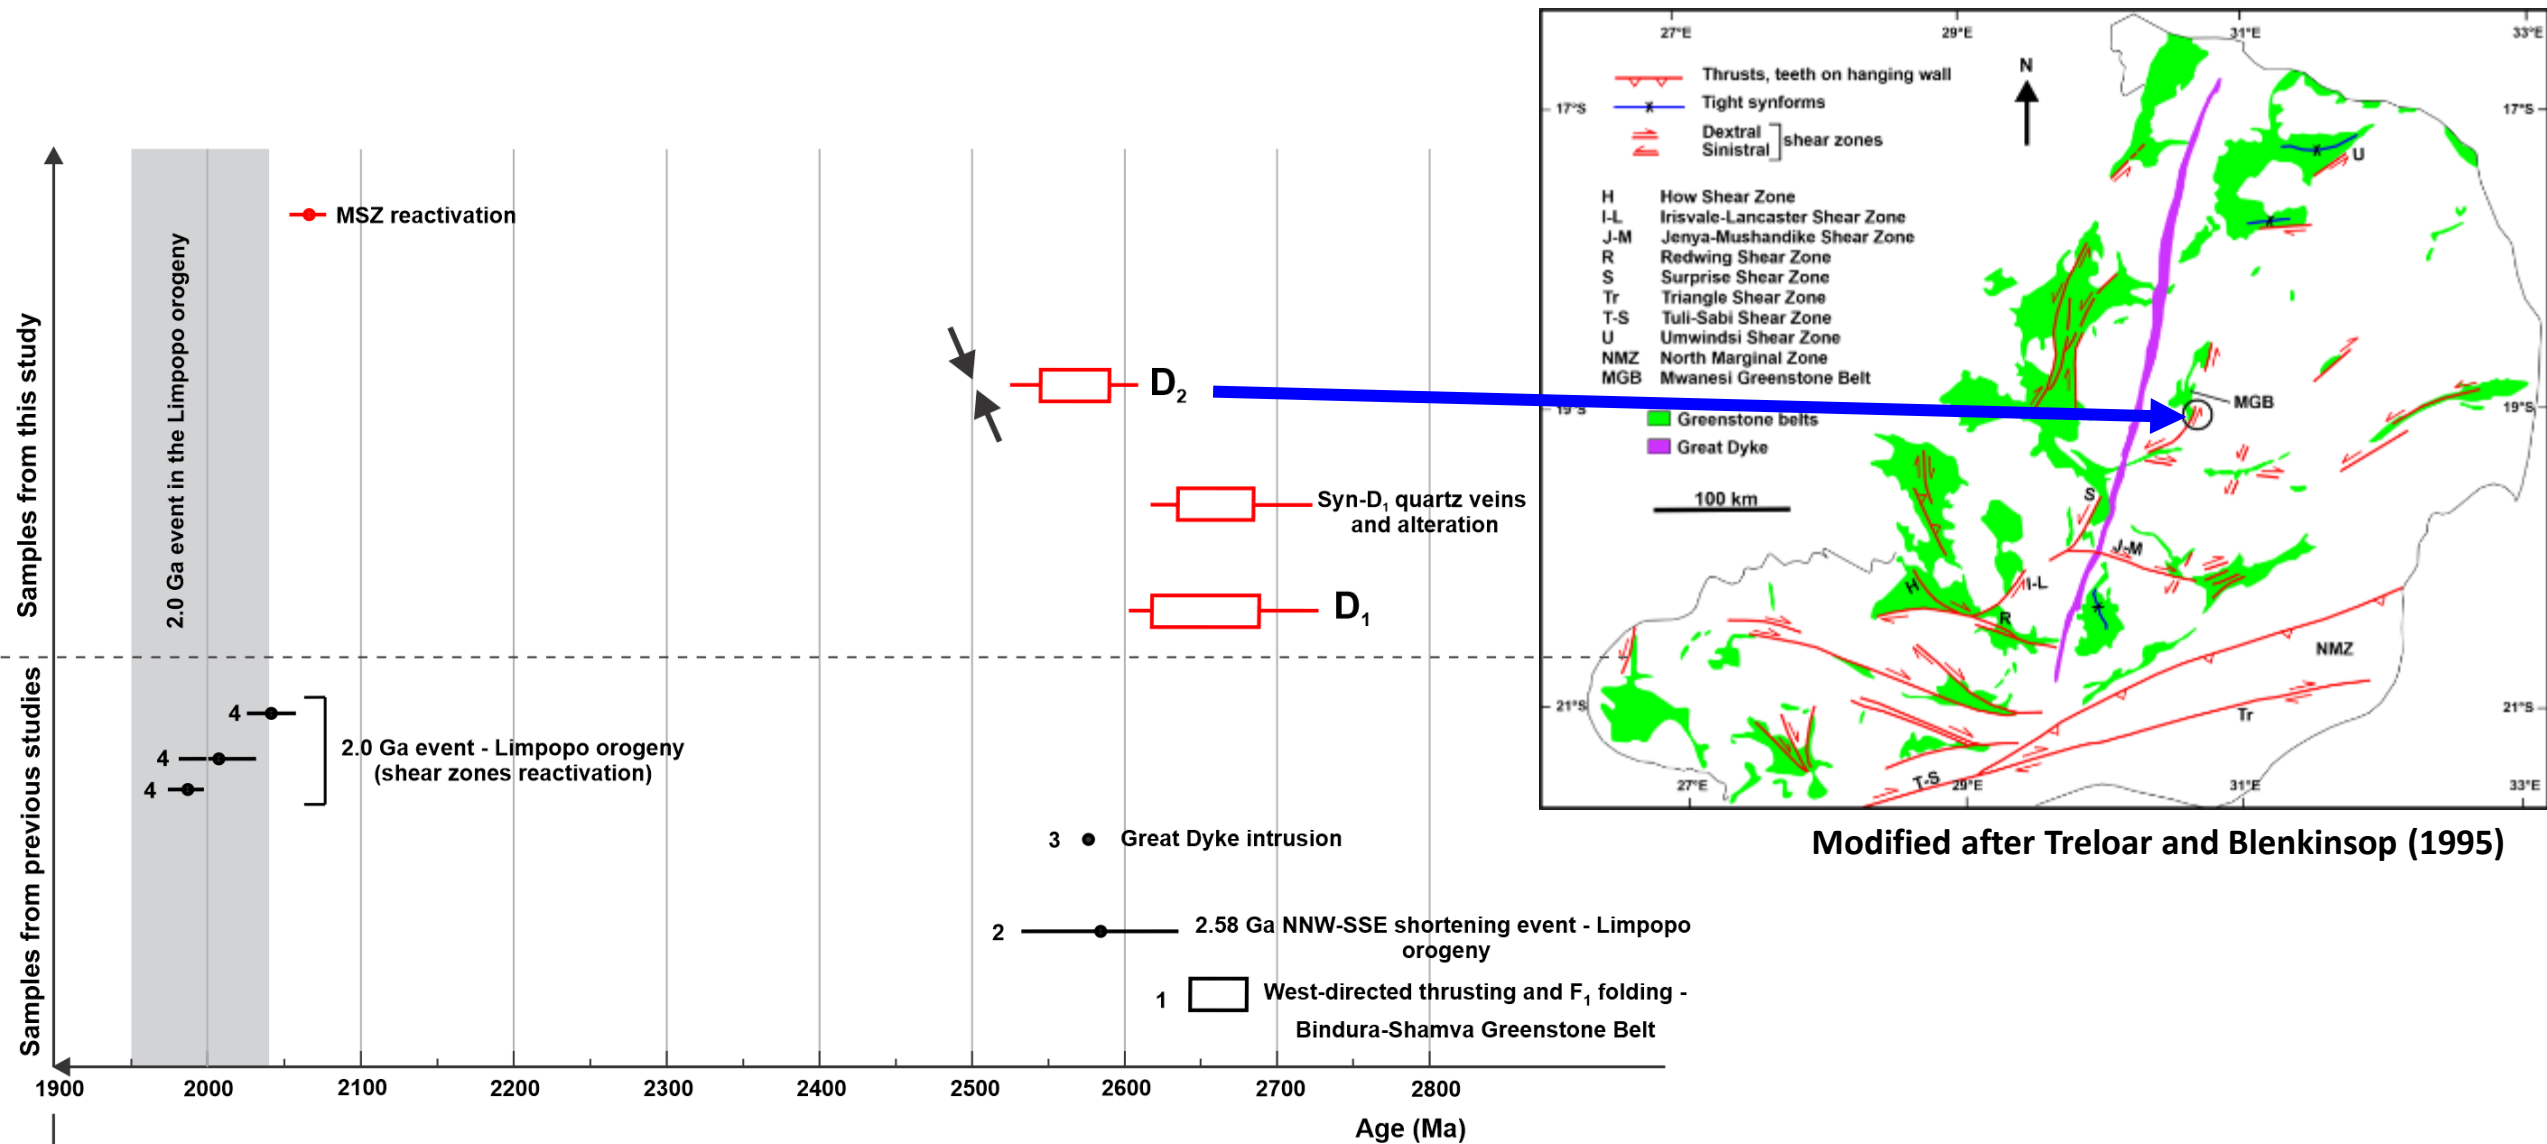 Samples from this study
Samples from previous studies
2.0 Ga event in the Limpopo orogeny
MSZ reactivation
D2
Syn-D1 quartz veins
and alteration
D1
4
4
4
2.0 Ga event - Limpopo orogeny
(shear zones reactivation)
3
Great Dyke intrusion
2
2.58 Ga NNW-SSE shortening event - Limpopo
orogeny
1
West-directed thrusting and F1 folding -
Bindura-Shamva Greenstone Belt
1900 2000 2100 2200 2300 2400 2500 2600 2700 2800
Age (Ma)
27°E 29°E 31°E 33°E
N
17°S 17°S
Thrusts, teeth on hanging wall
Tight synforms
Dextral
Sinistral
shear zones
H How Shear Zone
I-L Irisvale-Lancaster Shear Zone
J-M Jenya-Mushandike Shear Zone
R Redwing Shear Zone
S Surprise Shear Zone
Tr Triangle Shear Zone
T-S Tuli-Sabi Shear Zone
U Umwindsi Shear Zone
NMZ North Marginal Zone
MGB Mwanesi Greenstone Belt
19°S 19°S
Greenstone belts
Great Dyke
100 km
U
MGB
S
J-M
H
I-L
R
NMZ
21°S 21°S
Tr
T-S
27°E 29°E 31°E 33°E
Modified after Treloar and Blenkinsop (1995)